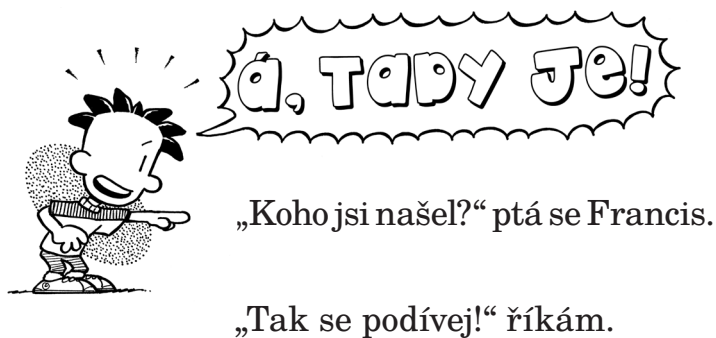 Á, TADY JE!
„Koho jsi našel?“ ptá se Francis.
„Tak se podívej!“ říkám.